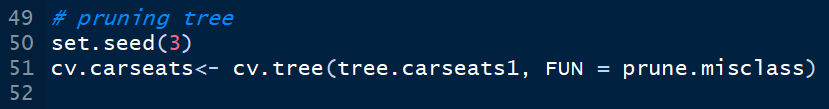 49 # pruning tree
50 set.seed(3)
51 cv.carseats<- cv.tree(tree.carseats1, FUN = prune.misclass)
52